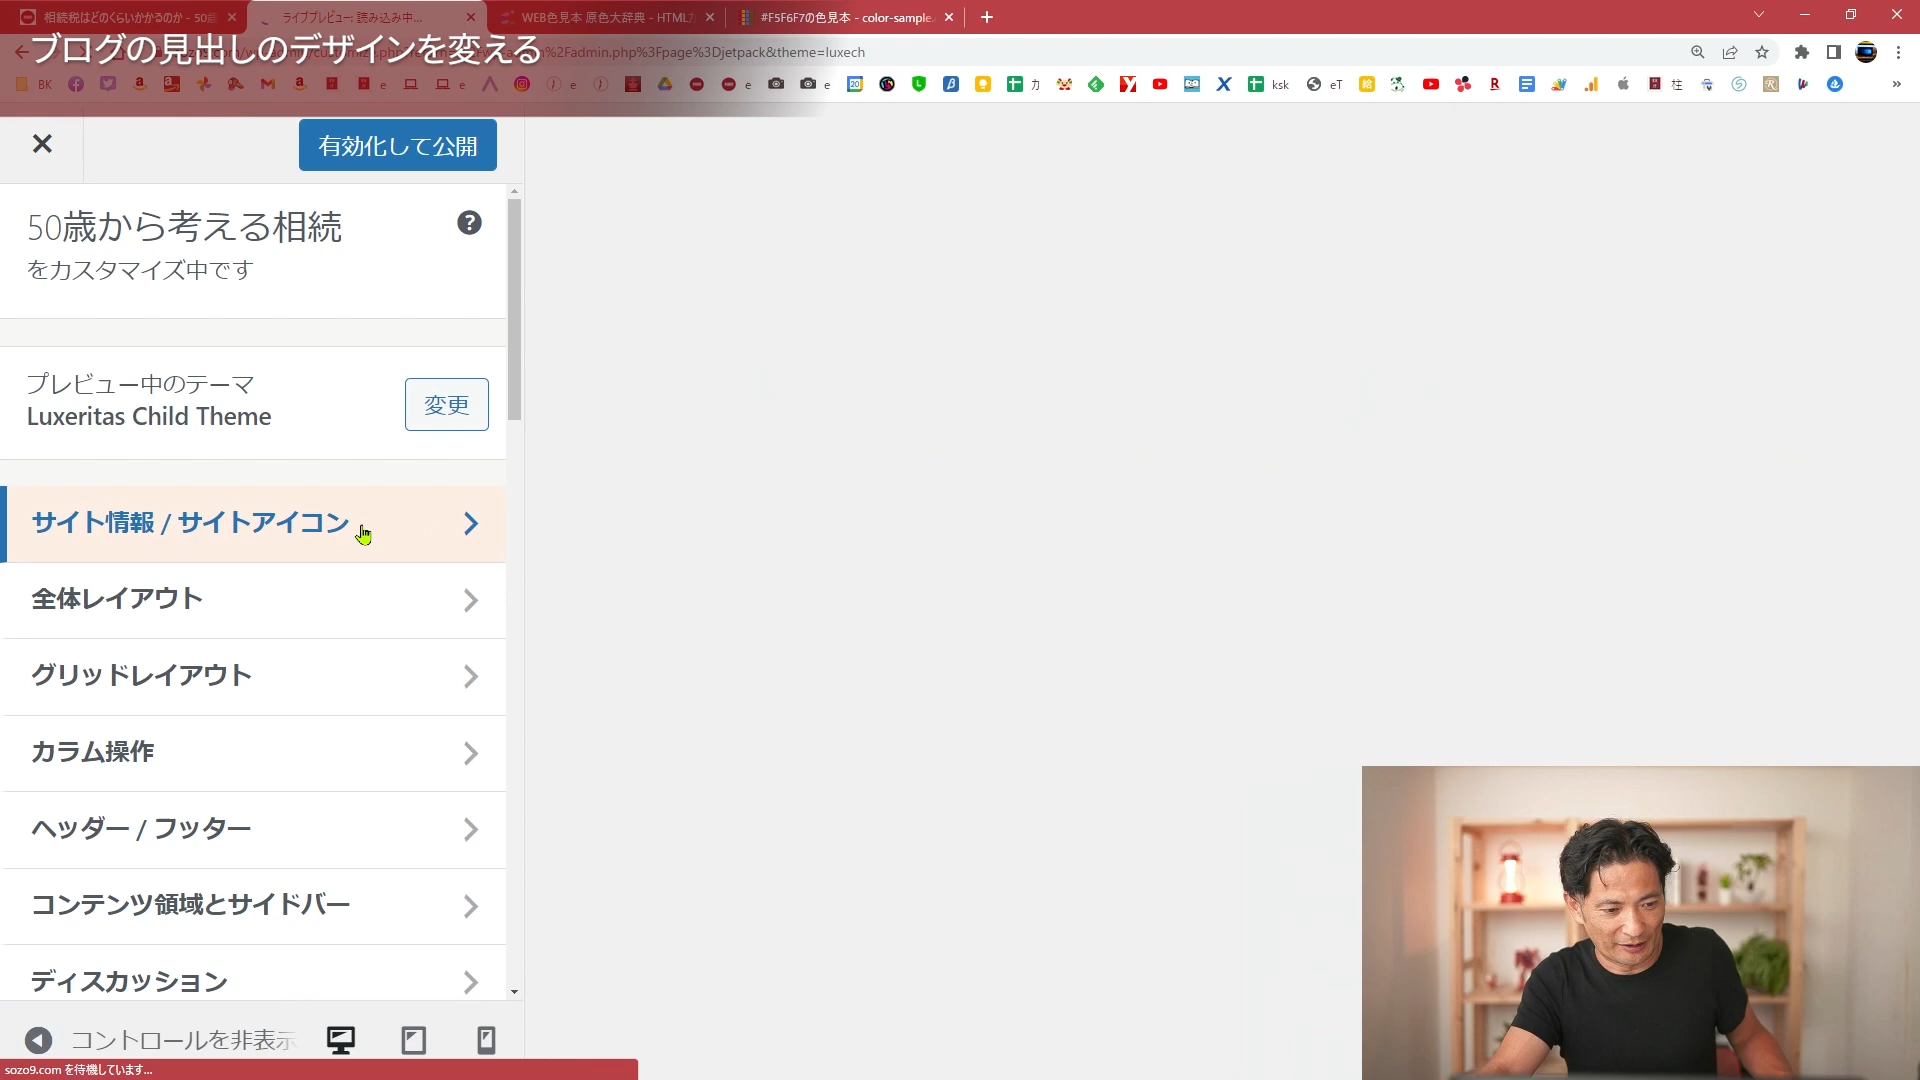 相続税はどのくらいかかるのか - 50歳
ライブプレビュー: 読み込み中...
WEB色見本 原色大辞典 - HTML
#F5F6F7の色見本 - color-sample.
ブログの見出しのデザインを変える
%2Fadmin.php%3Fpage%3Djetpack&theme=luxech
BK
e
e
e
e
e
カ
ksk
eT
柱
有効化して公開
50歳から考える相続
をカスタマイズ中です
プレビュー中のテーマ
Luxeritas Child Theme
変更
サイト情報 / サイトアイコン
全体レイアウト
グリッドレイアウト
カラム操作
ヘッダー / フッター
コンテンツ領域とサイドバー
ディスカッション
コントロールを非表示
sozo9.com を待機しています...